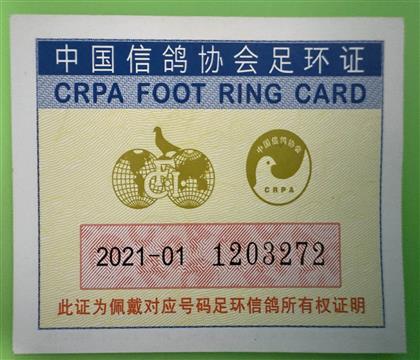 中国信鸽协会足环证
CRPA FOOT RING CARD
中国信鸽协会
CRPA
2021-01 1203272
此证为佩戴对应号码足环信鸽所有权证明